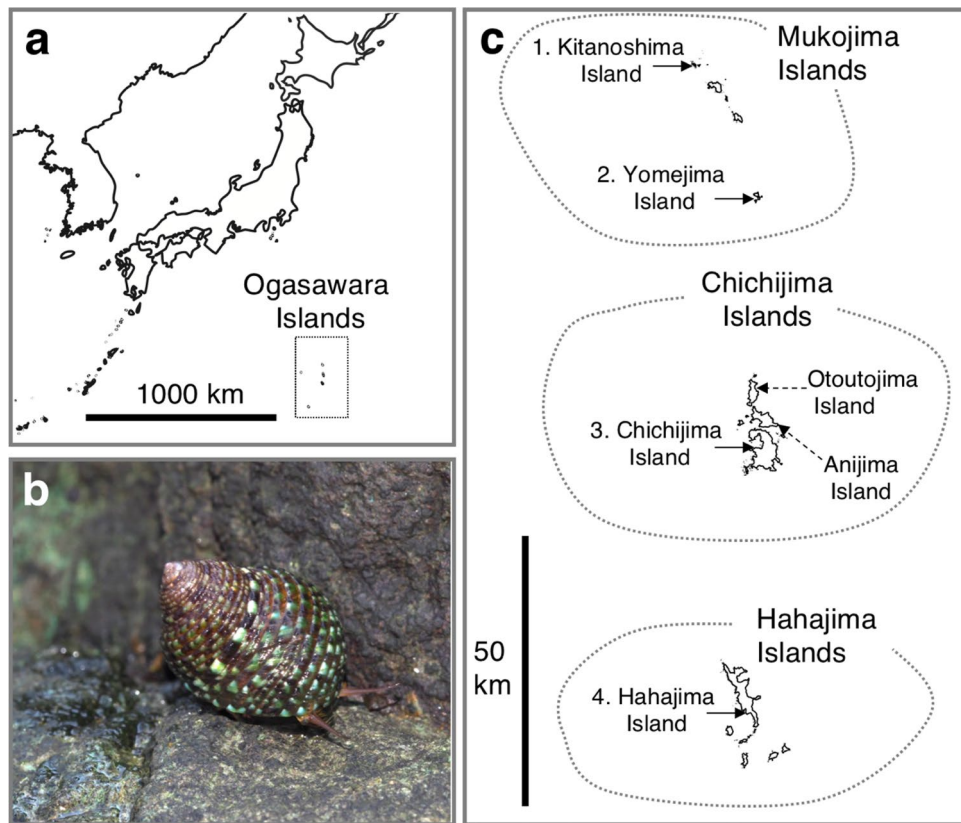 a
Ogasawara
Islands
1000 km
b
c
1. Kitanoshima
Island
Mukojima
Islands
2. Yomejima
Island
Chichijima
Islands
Otoutojima
Island
3. Chichijima
Island
Anijima
Island
50
km
Hahajima
Islands
4. Hahajima
Island